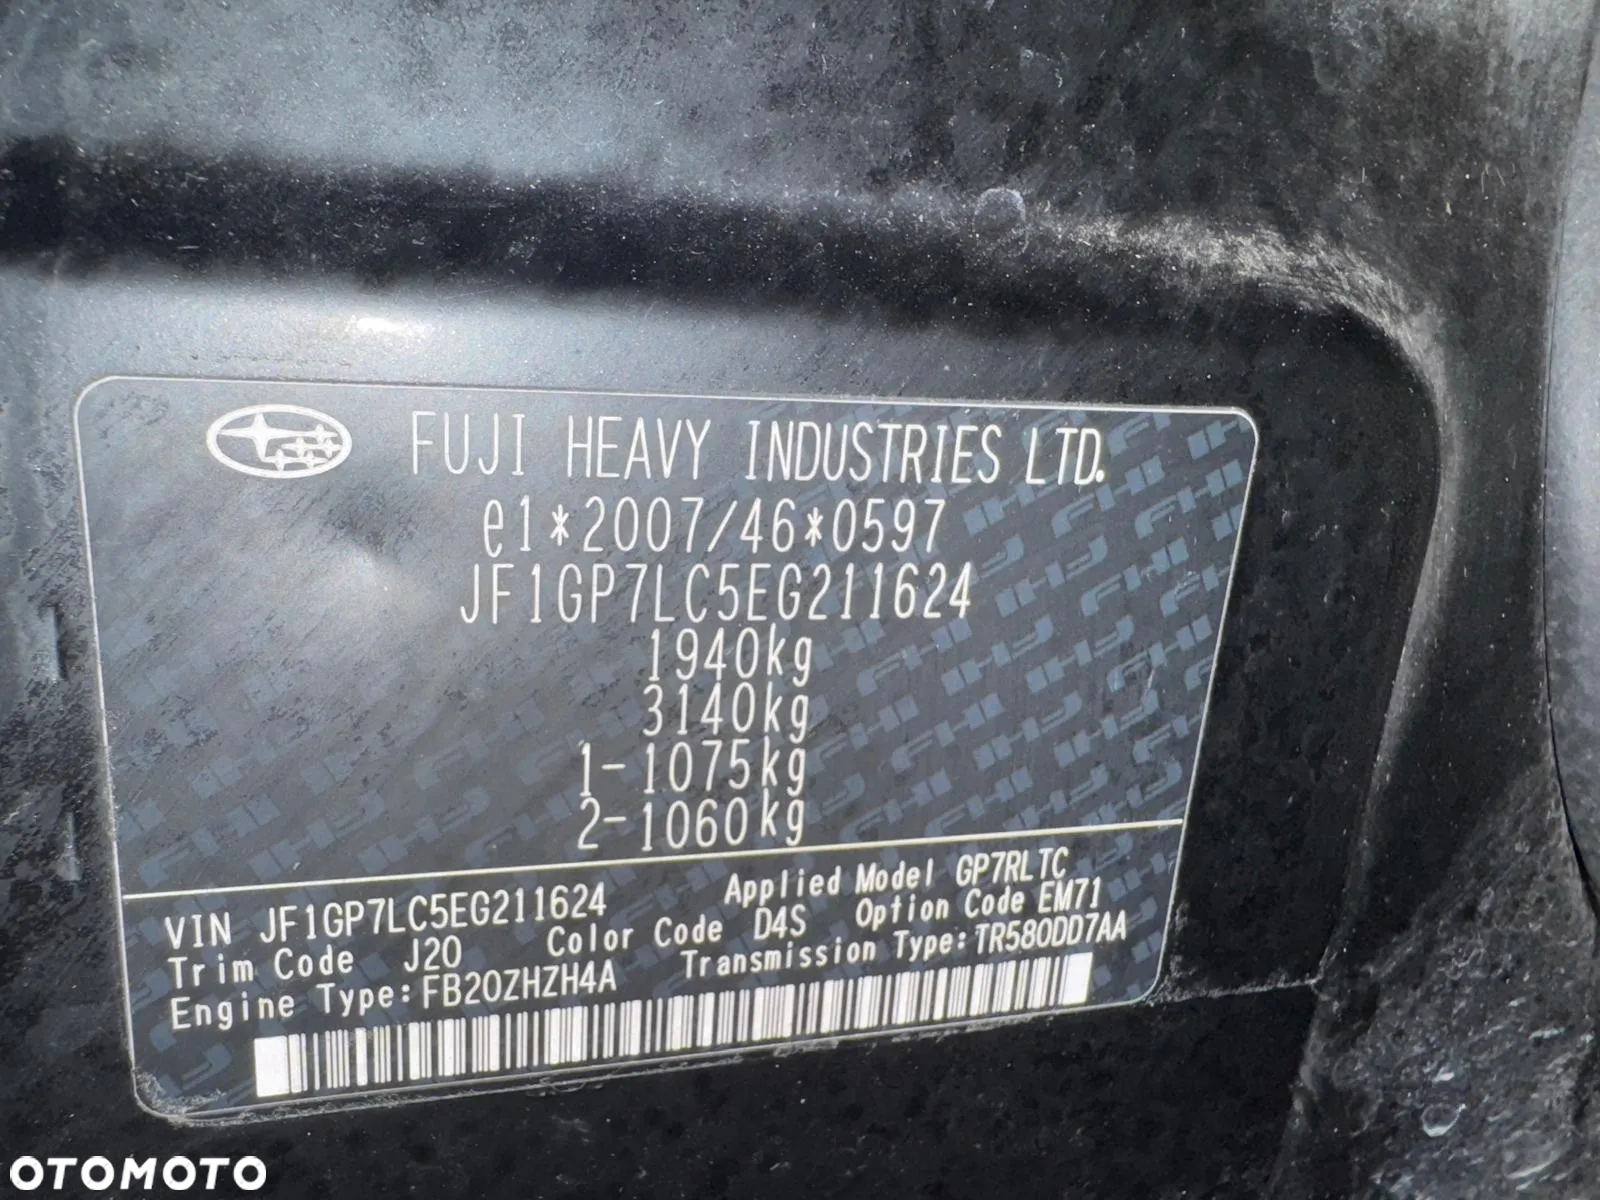 FUJI HEAVY INDUSTRIES LTD.
e1*2007/46*0597
JF1GP7LC5EG211624
1940kg
3140kg
1-1075kg
2-1060kg
VIN JF1GP7LC5EG211624 Applied Model GP7RLTC
Trim Code J20 Color Code D4S Option Code EM71
Engine Type:FB20ZHZH4A Transmission Type:TR580DD7AA
OTOMOTO